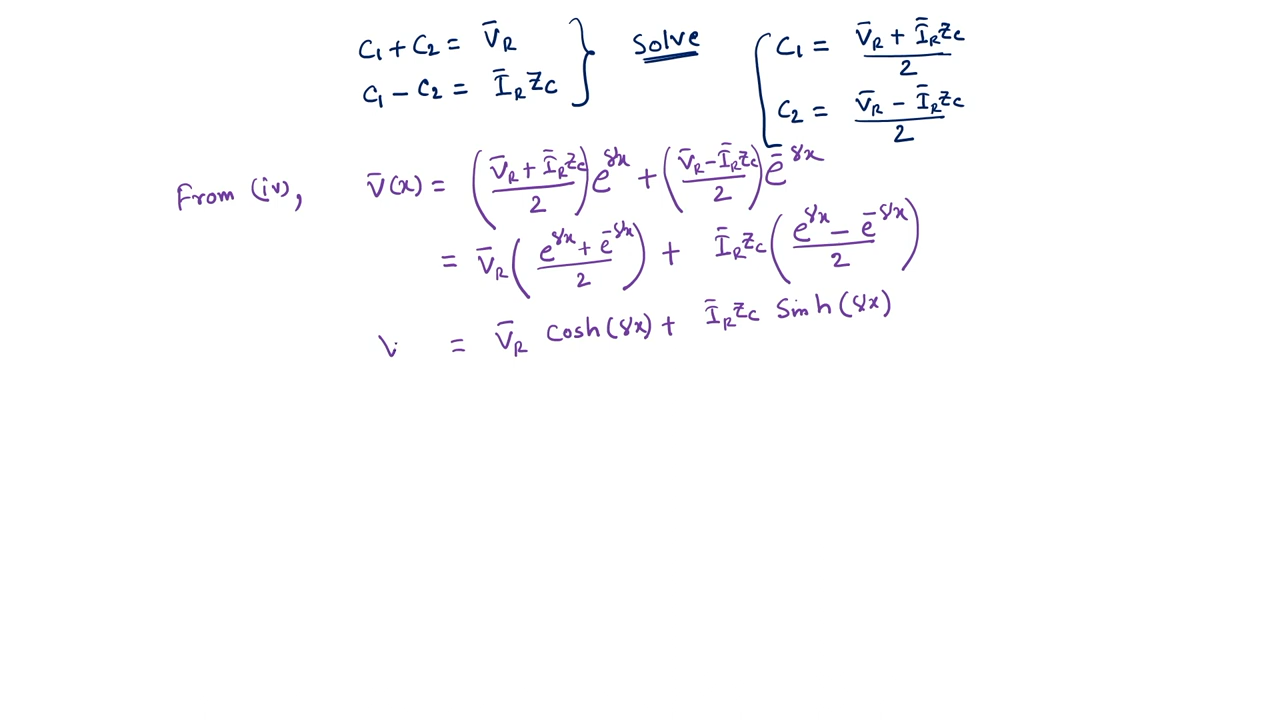 C₁ + C₂ = V̄_R } Solve { C₁ = (V̄_R + Ī_R Z_C)/2
C₁ − C₂ = Ī_R Z_C } { C₂ = (V̄_R − Ī_R Z_C)/2
From (iv), V̄(x) = ((V̄_R + Ī_R Z_C)/2) e^{γx} + ((V̄_R − Ī_R Z_C)/2) e^{−γx}
= V̄_R ((e^{γx} + e^{−γx})/2) + Ī_R Z_C ((e^{γx} − e^{−γx})/2)
V = V̄_R Cosh(γx) + Ī_R Z_C Sinh(γx)